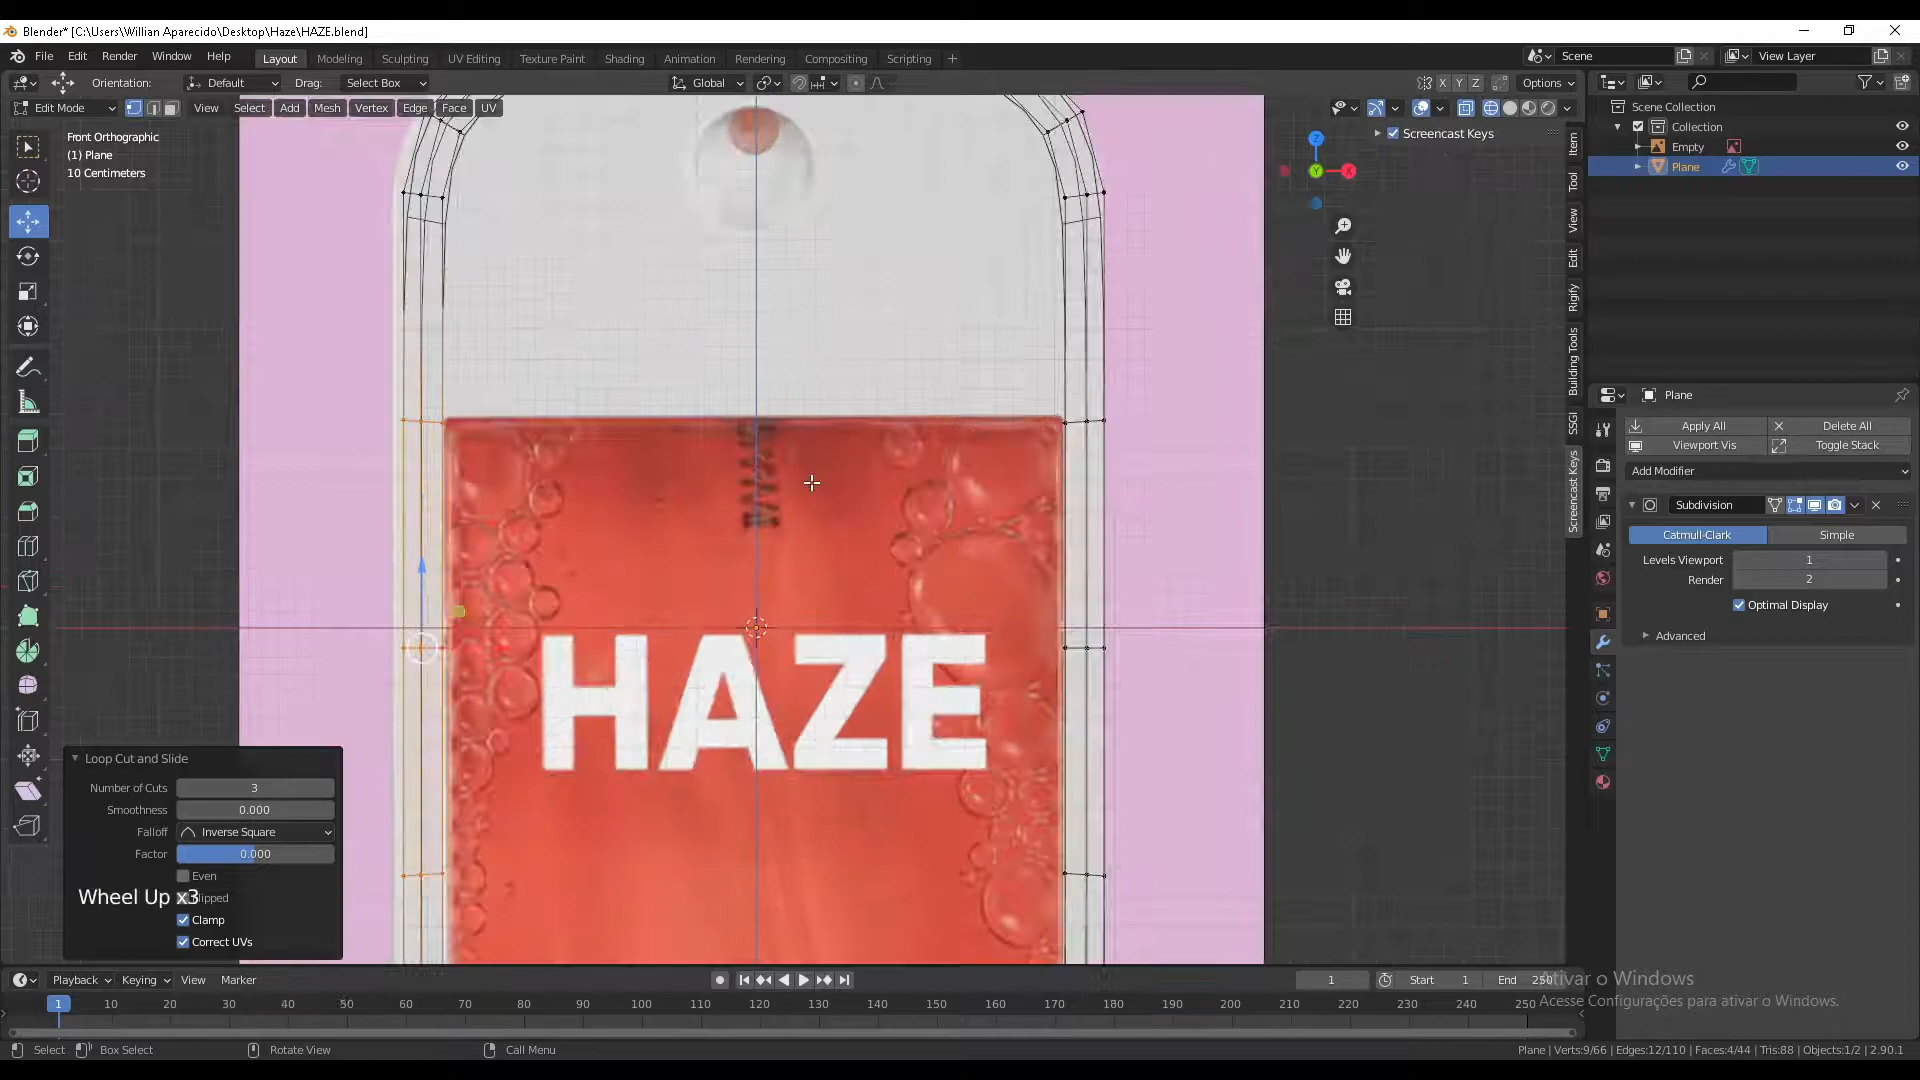 Blender* [C:\Users\Willian Aparecido\Desktop\Haze\HAZE.blend]
File Edit Render Window Help Layout Modeling Sculpting UV Editing Texture Paint Shading Animation Rendering Compositing Scripting + Scene View Layer
Orientation: Default Drag: Select Box Global X Y Z Options
Edit Mode View Select Add Mesh Vertex Edge Face UV
Front Orthographic
(1) Plane
10 Centimeters
Screencast Keys
Z
Y
X
Item
Tool
View
Edit
Rigify
Building Tools
SSGI
Screencast Keys
Scene Collection
Collection
Empty
Plane
Plane
Apply All Delete All
Viewport Vis Toggle Stack
Add Modifier
Subdivision
Catmull-Clark Simple
Levels Viewport 1
Render 2
Optimal Display
Advanced
HAZE
Loop Cut and Slide
Number of Cuts 3
Smoothness 0.000
Falloff Inverse Square
Factor 0.000
Even
Wheel Up x3
Clamp
Correct UVs
Playback Keying View Marker 1 Start 1 End 250
1 10 20 30 40 50 60 70 80 90 100 110 120 130 140 150 160 170 180 190 200 210 220 230 240 250
Ativar o Windows
Acesse Configurações para ativar o Windows.
Select Box Select Rotate View Call Menu Plane | Verts:9/66 | Edges:12/110 | Faces:4/44 | Tris:88 | Objects:1/2 | 2.90.1